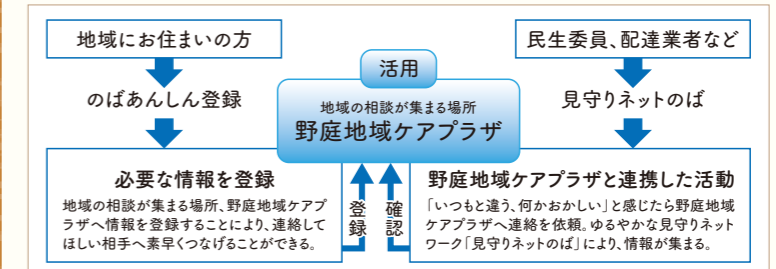 地域にお住まいの方
のばあんしん登録
必要な情報を登録
地域の相談が集まる場所、野庭地域ケアプ
ラザへ情報を登録することにより、連絡して
ほしい相手へ素早くつなげることができる。
活用
地域の相談が集まる場所
野庭地域ケアプラザ
登録
確認
民生委員、配達業者など
見守りネットのば
野庭地域ケアプラザと連携した活動
「いつもと違う、何かおかしい」と感じたら野庭地域
ケアプラザへ連絡を依頼。ゆるやかな見守りネット
ワーク「見守りネットのば」により、情報が集まる。